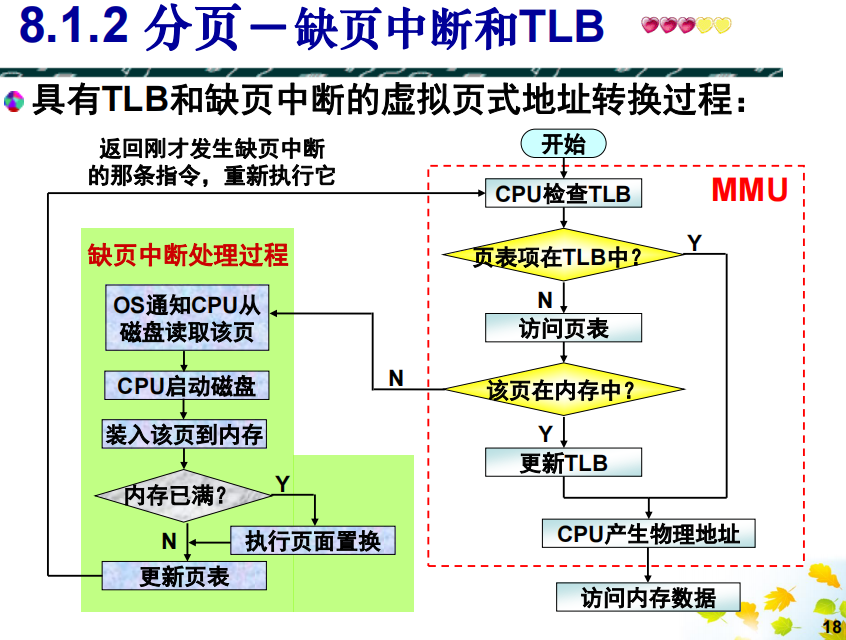 8.1.2 分页－缺页中断和TLB
具有TLB和缺页中断的虚拟页式地址转换过程：
返回刚才发生缺页中断
的那条指令，重新执行它
开始
MMU
CPU检查TLB
页表项在TLB中？
Y
N
访问页表
该页在内存中？
N
Y
更新TLB
CPU产生物理地址
访问内存数据
缺页中断处理过程
OS通知CPU从
磁盘读取该页
CPU启动磁盘
装入该页到内存
内存已满？
Y
N
执行页面置换
更新页表
18